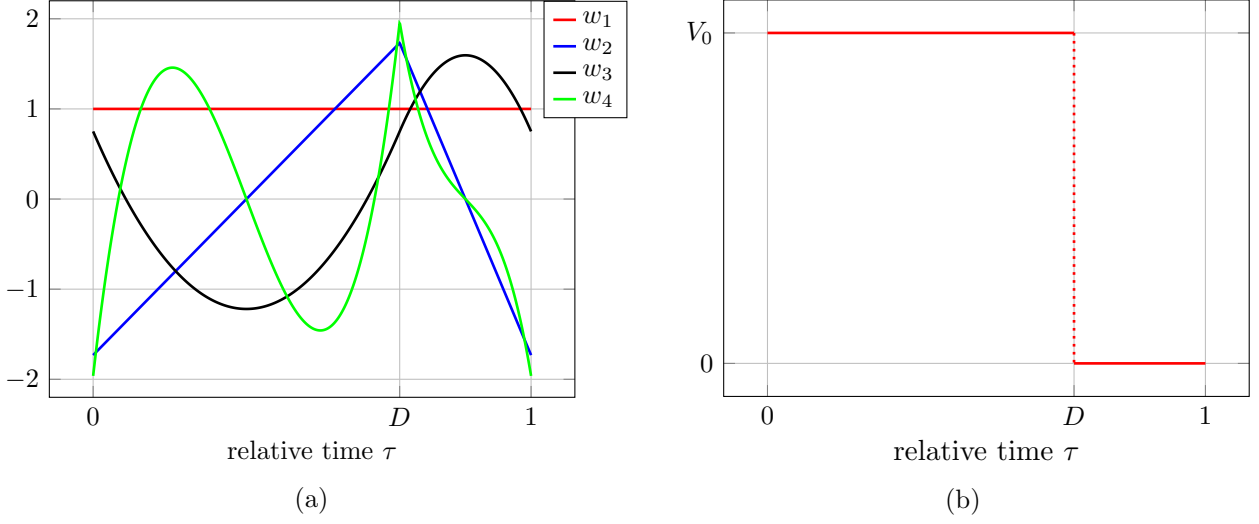 2
1
0
−1
−2
w₁
w₂
w₃
w₄
0 D 1
relative time τ
(a)
V₀
0
0 D 1
relative time τ
(b)